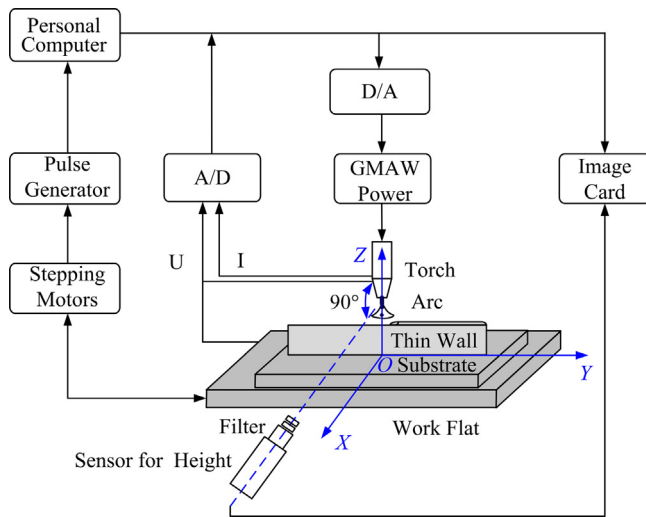 Personal
Computer
D/A
Pulse
Generator
A/D
GMAW
Power
Image
Card
U
I
Z
Torch
Stepping
Motors
90°
Arc
Thin Wall
O Substrate
Y
Filter
X
Work Flat
Sensor for Height